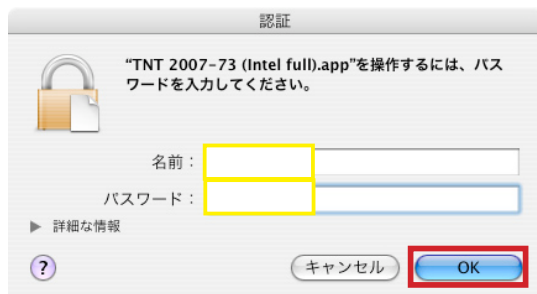 認証
“TNT 2007-73 (Intel full).app”を操作するには、パス
ワードを入力してください。
名前：
パスワード：
▶ 詳細な情報
?
キャンセル
OK